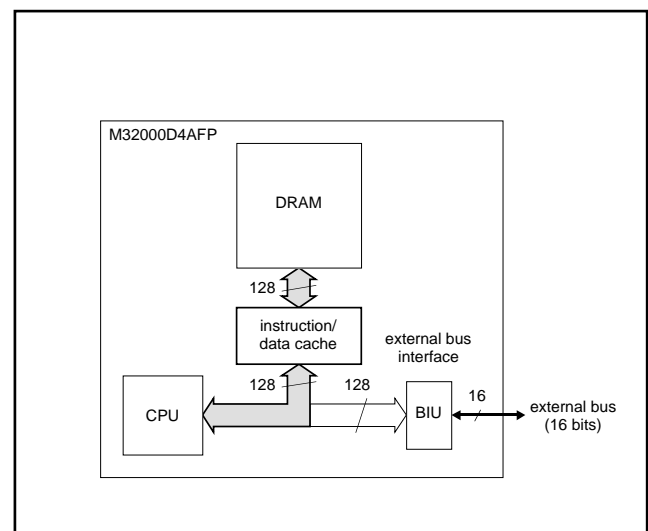 M32000D4AFP
DRAM
128
instruction/
data cache
external bus
interface
128
128
16
CPU
BIU
external bus
(16 bits)